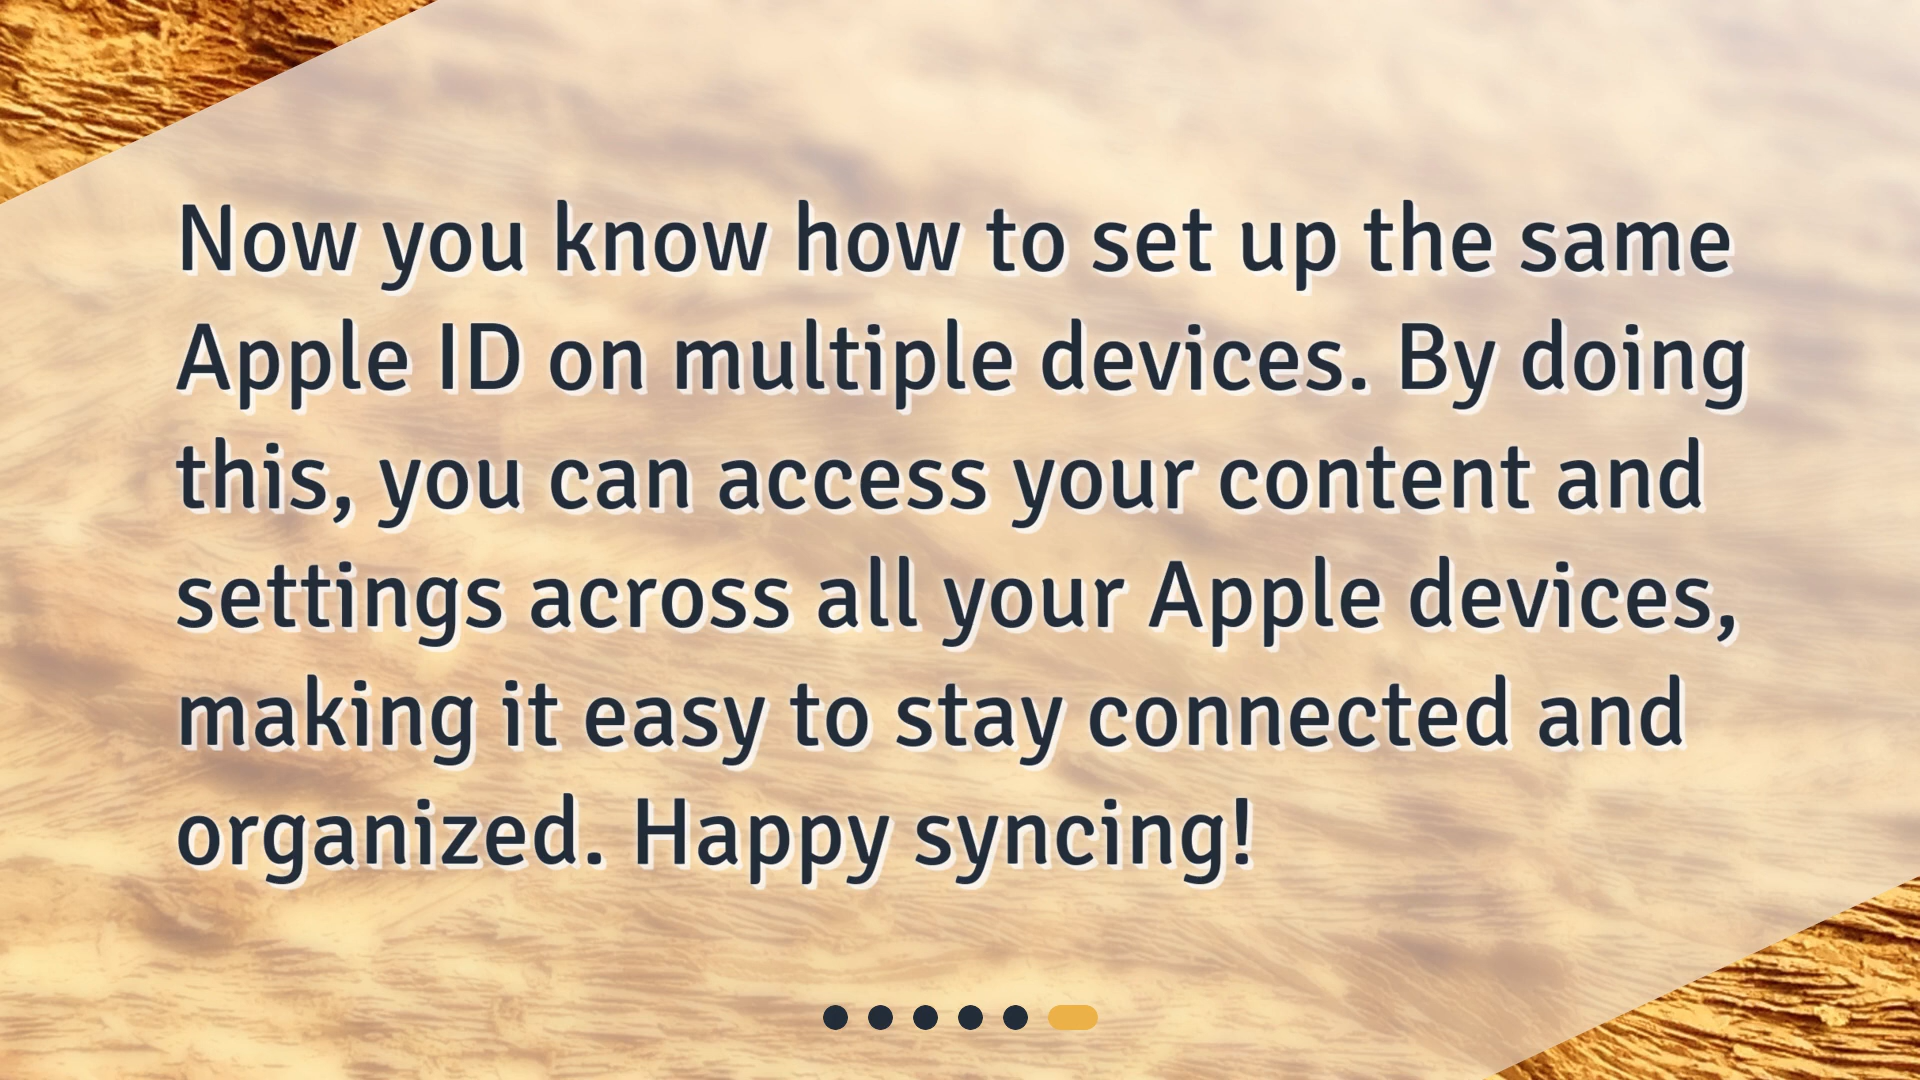 Now you know how to set up the same
Apple ID on multiple devices. By doing
this, you can access your content and
settings across all your Apple devices,
making it easy to stay connected and
organized. Happy syncing!